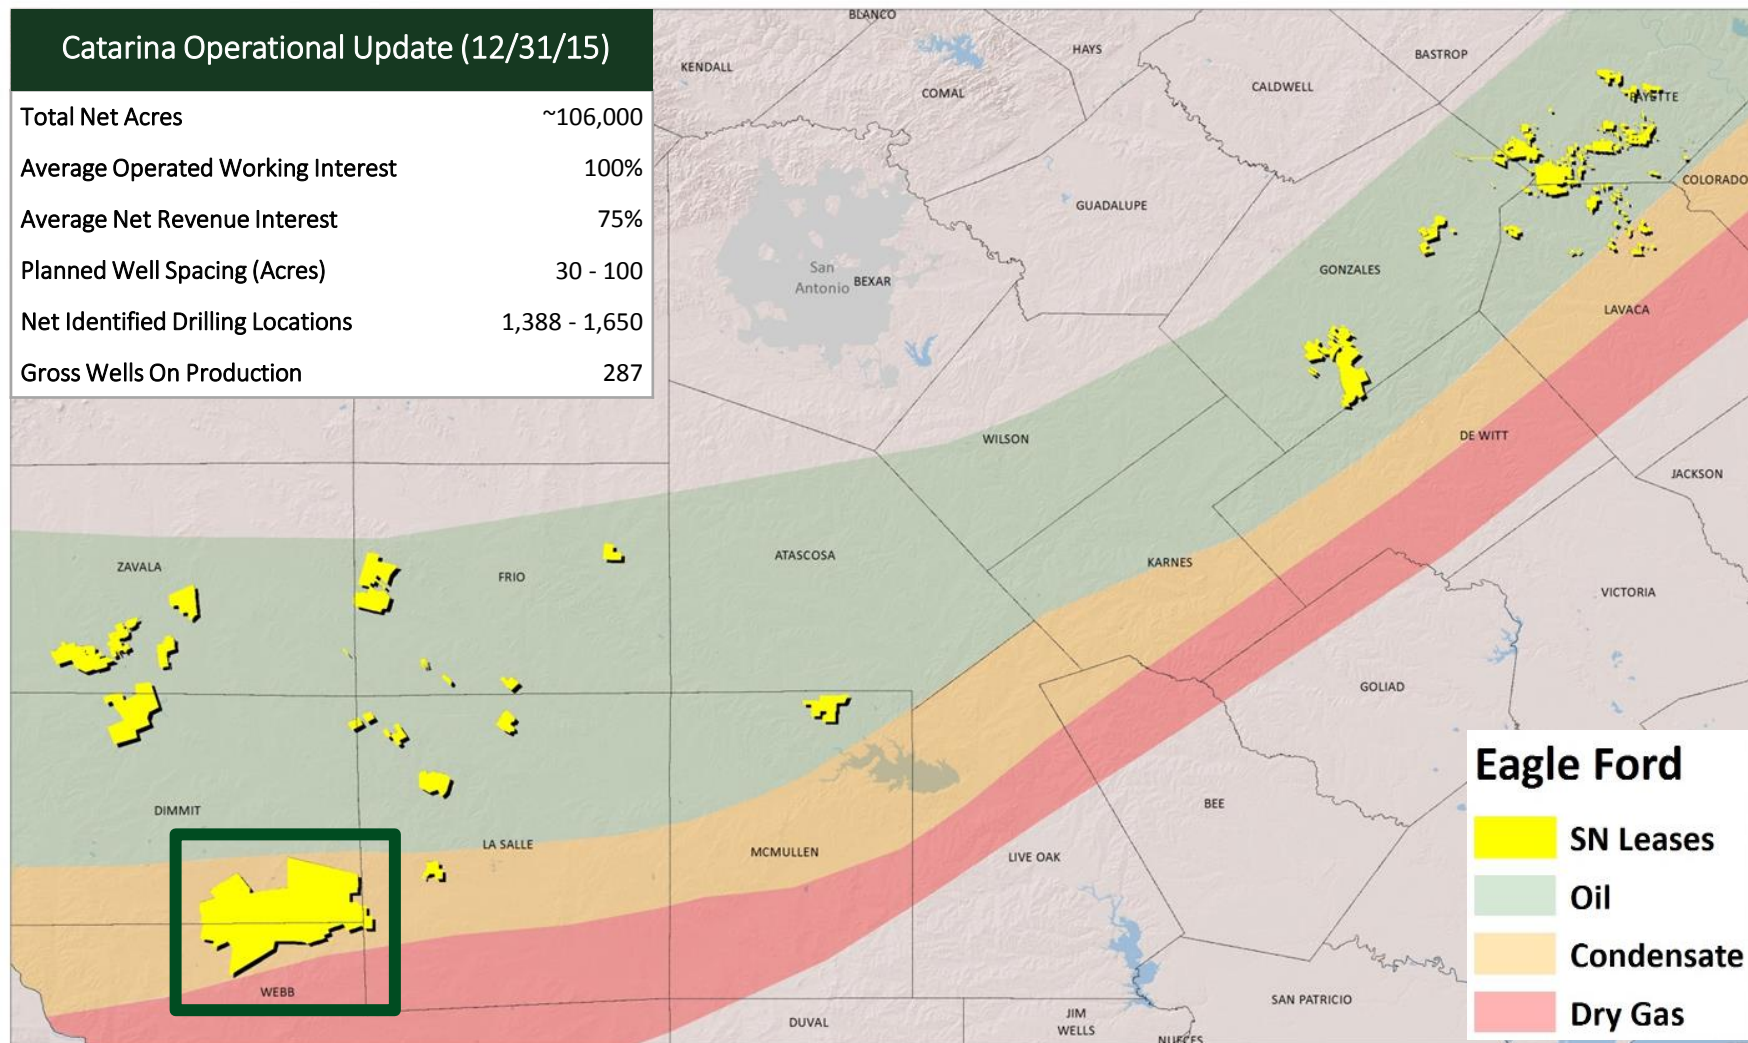 Catarina Operational Update (12/31/15)
Total Net Acres ~106,000
Average Operated Working Interest 100%
Average Net Revenue Interest 75%
Planned Well Spacing (Acres) 30 - 100
Net Identified Drilling Locations 1,388 - 1,650
Gross Wells On Production 287
BLANCO
HAYS
BASTROP
KENDALL
COMAL
CALDWELL
FAYETTE
COLORADO
GUADALUPE
San
Antonio
BEXAR
GONZALES
LAVACA
WILSON
DE WITT
JACKSON
ZAVALA
FRIO
ATASCOSA
KARNES
VICTORIA
GOLIAD
DIMMIT
LA SALLE
MCMULLEN
LIVE OAK
BEE
WEBB
DUVAL
JIM
WELLS
SAN PATRICIO
NUECES
Eagle Ford
SN Leases
Oil
Condensate
Dry Gas